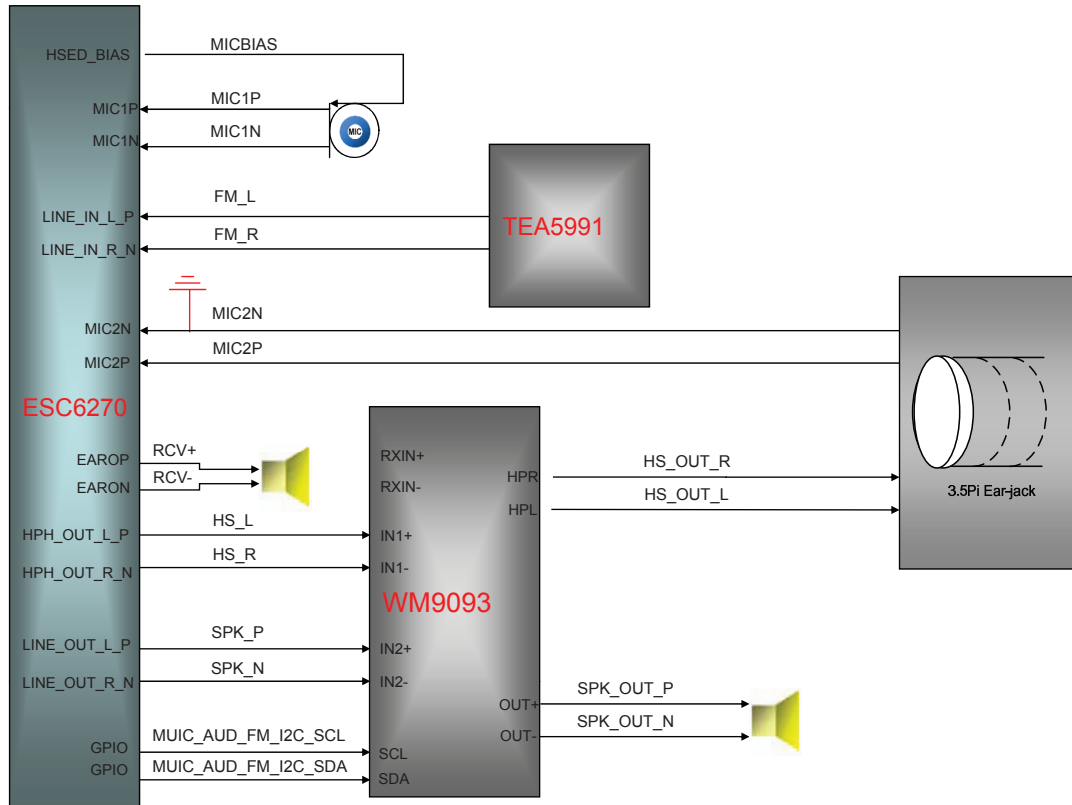 HSED_BIAS
MICBIAS
MIC1P
MIC1P
MIC1N
MIC1N
MIC
LINE_IN_L_P
FM_L
LINE_IN_R_N
FM_R
TEA5991
MIC2N
MIC2N
MIC2P
MIC2P
ESC6270
3.5Pi Ear-jack
EAROP
RCV+
EARON
RCV-
RXIN+
RXIN-
HPR
HS_OUT_R
HPL
HS_OUT_L
HPH_OUT_L_P
HS_L
IN1+
HPH_OUT_R_N
HS_R
IN1-
WM9093
LINE_OUT_L_P
SPK_P
IN2+
LINE_OUT_R_N
SPK_N
IN2-
OUT+
SPK_OUT_P
OUT-
SPK_OUT_N
GPIO
MUIC_AUD_FM_I2C_SCL
SCL
GPIO
MUIC_AUD_FM_I2C_SDA
SDA